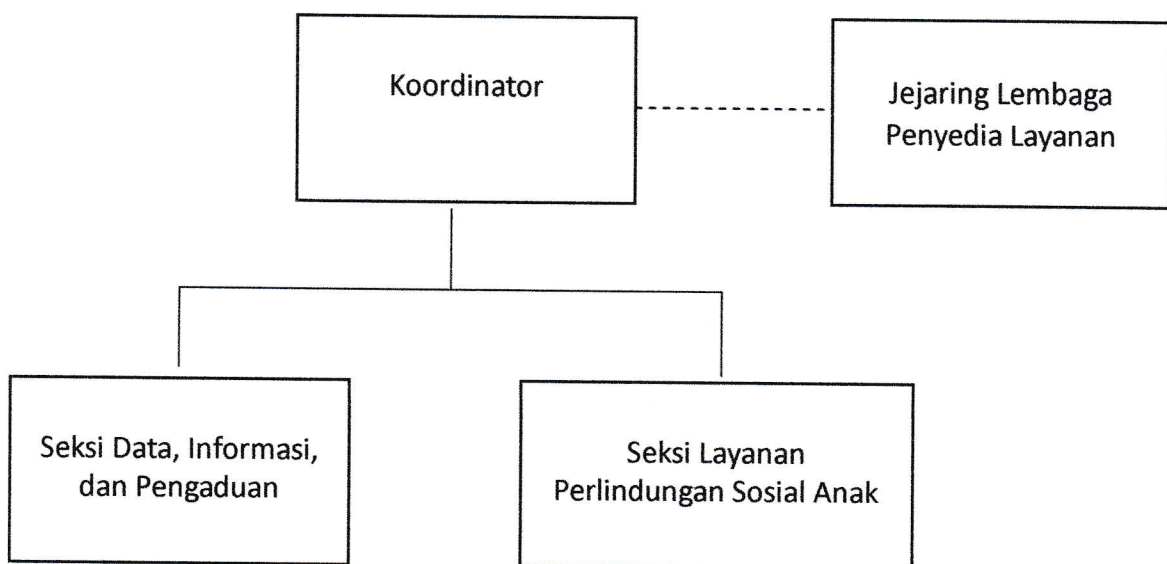 Koordinator
Jejaring Lembaga
Penyedia Layanan
Seksi Data, Informasi,
dan Pengaduan
Seksi Layanan
Perlindungan Sosial Anak